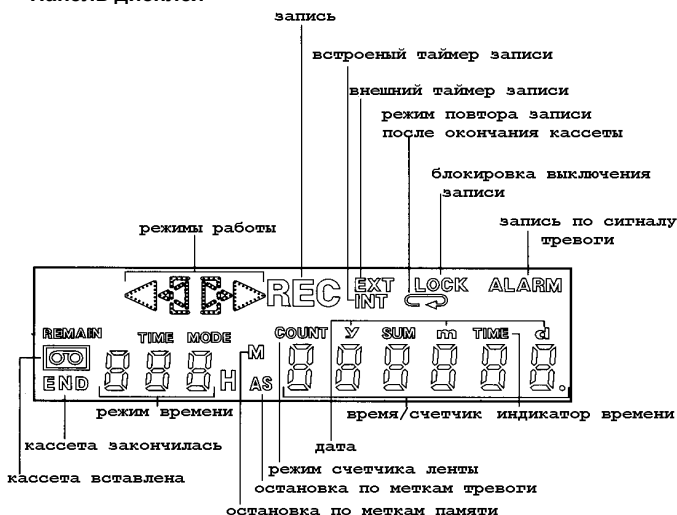 Панель дисплей
запись
встроеный таймер записи
внешний таймер записи
режим повтора записи
после окончания кассеты
блокировка выключения
записи
запись по сигналу
тревоги
режимы работы
REC EXT LOCK ALARM
INT
REMAIN TIME MODE COUNT y SUM m TIME d
M
END H AS
режим времени
время/счетчик индикатор времени
кассета закончилась
дата
кассета вставлена
режим счетчика ленты
остановка по меткам тревоги
остановка по меткам памяти